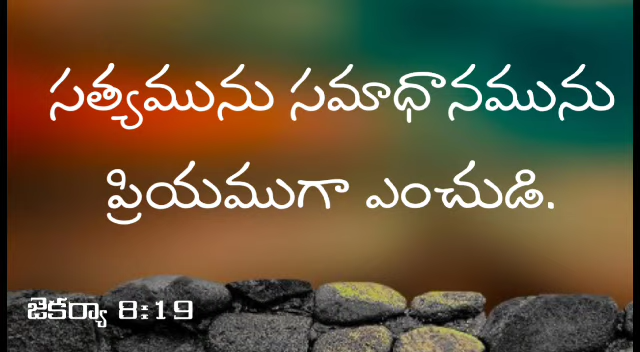 సత్యమును సమాధానమును
ప్రియముగా ఎంచుడి.
జెకర్యా 8:19